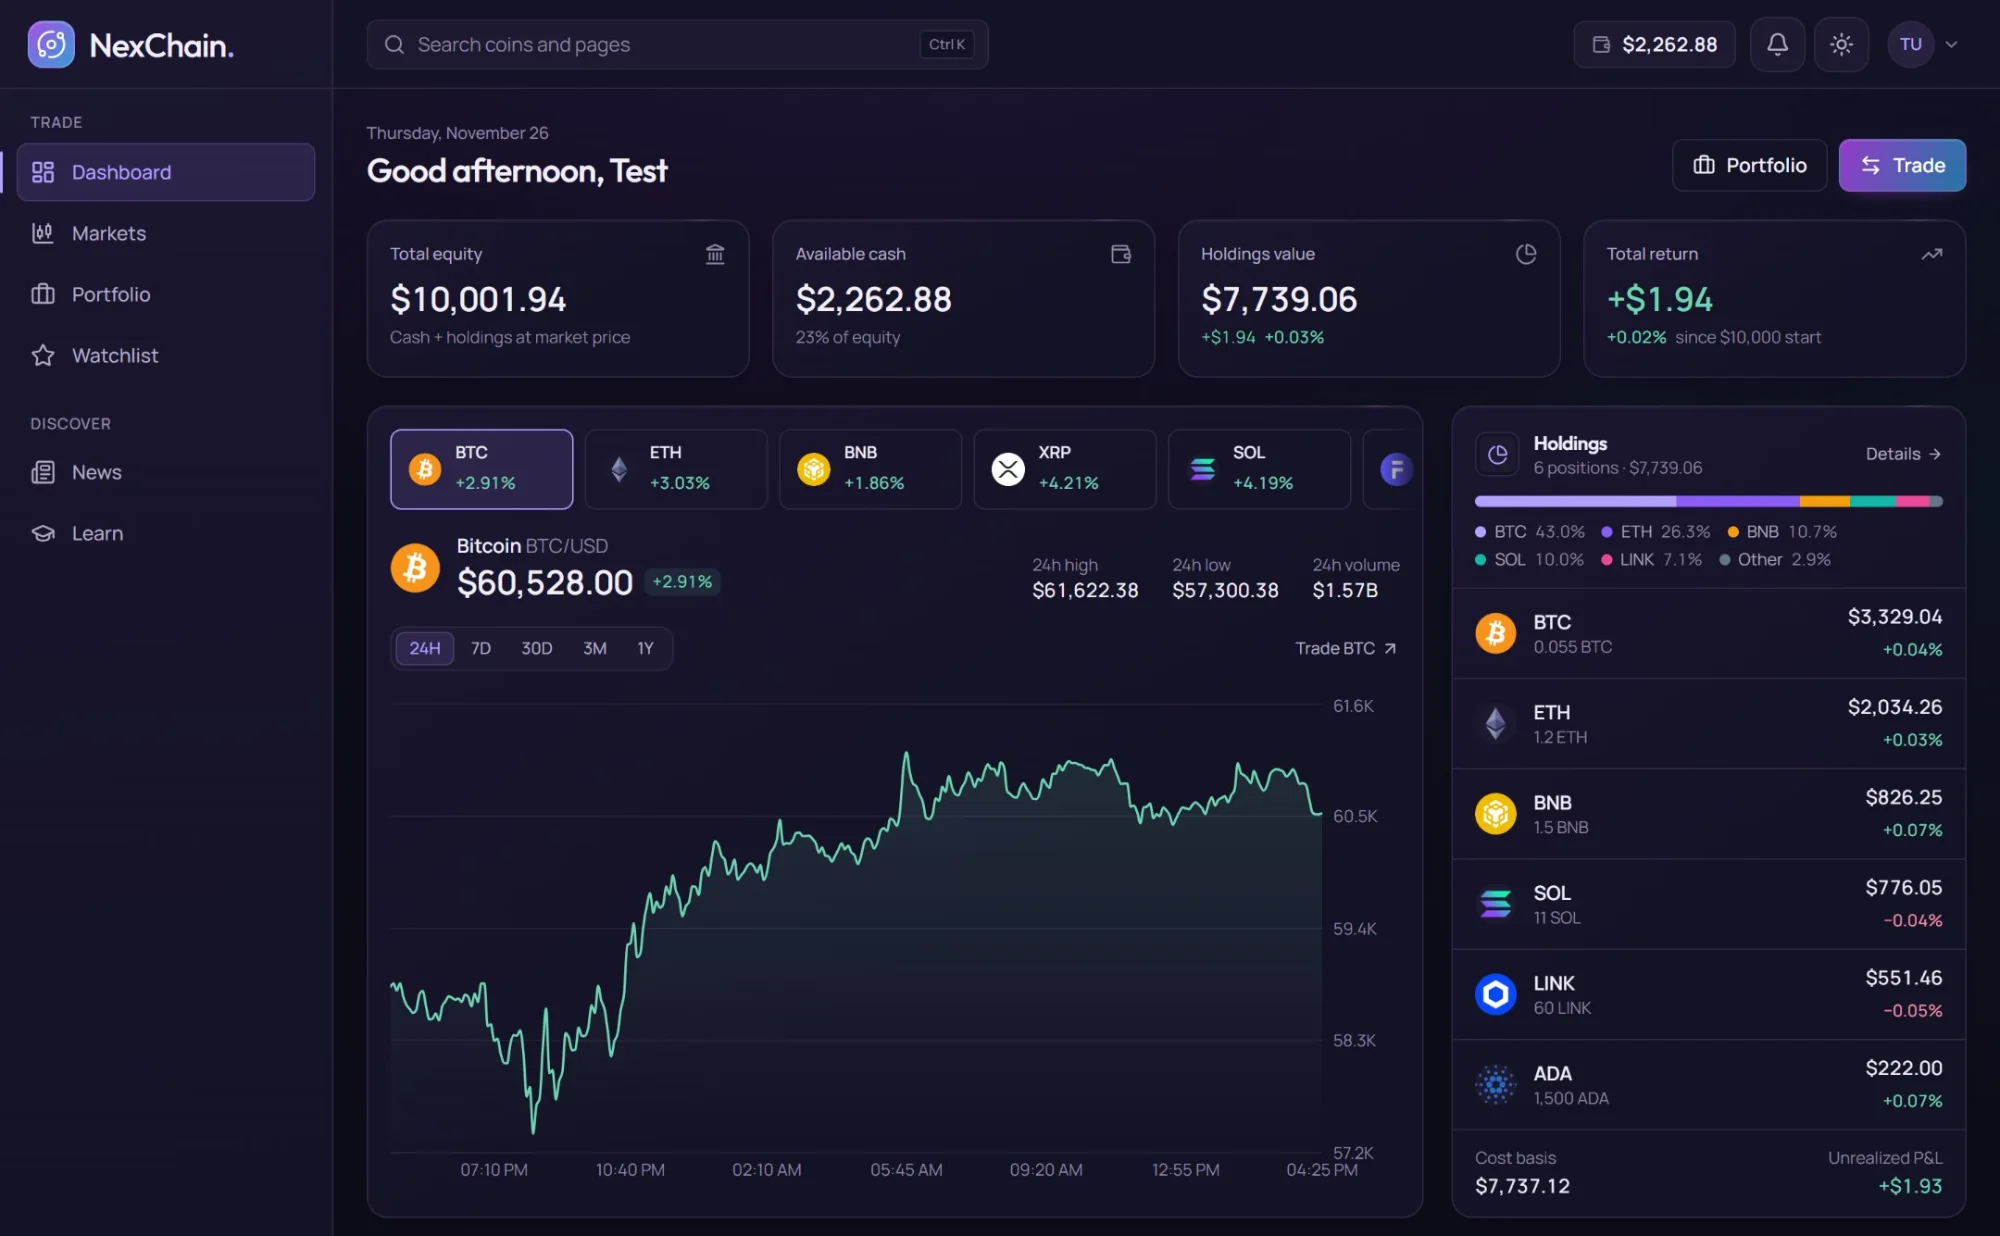 NexChain.
Search coins and pages
Ctrl K
$2,262.88
TU
TRADE
Dashboard
Markets
Portfolio
Watchlist
DISCOVER
News
Learn
Thursday, November 26
Good afternoon, Test
Portfolio
Trade
Total equity
$10,001.94
Cash + holdings at market price
Available cash
$2,262.88
23% of equity
Holdings value
$7,739.06
+$1.94 +0.03%
Total return
+$1.94
+0.02% since $10,000 start
BTC
+2.91%
ETH
+3.03%
BNB
+1.86%
XRP
+4.21%
SOL
+4.19%
Bitcoin BTC/USD
$60,528.00 +2.91%
24h high
$61,622.38
24h low
$57,300.38
24h volume
$1.57B
24H 7D 30D 3M 1Y
Trade BTC
61.6K
60.5K
59.4K
58.3K
57.2K
07:10 PM 10:40 PM 02:10 AM 05:45 AM 09:20 AM 12:55 PM 04:25 PM
Holdings
6 positions · $7,739.06
Details
BTC 43.0% ETH 26.3% BNB 10.7%
SOL 10.0% LINK 7.1% Other 2.9%
BTC
0.055 BTC
$3,329.04
+0.04%
ETH
1.2 ETH
$2,034.26
+0.03%
BNB
1.5 BNB
$826.25
+0.07%
SOL
11 SOL
$776.05
−0.04%
LINK
60 LINK
$551.46
−0.05%
ADA
1,500 ADA
$222.00
+0.07%
Cost basis
$7,737.12
Unrealized P&L
+$1.93